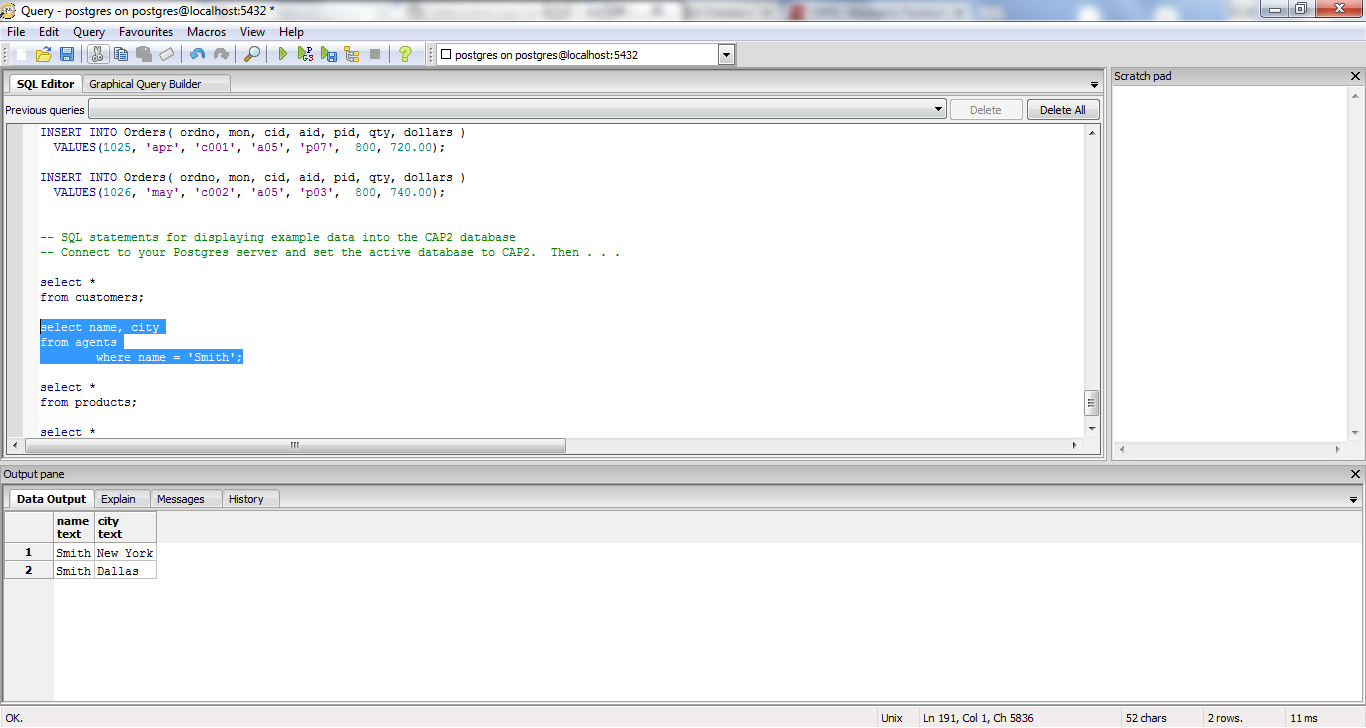 Query - postgres on postgres@localhost:5432 *
File Edit Query Favourites Macros View Help
postgres on postgres@localhost:5432
SQL Editor Graphical Query Builder
Previous queries Delete Delete All
INSERT INTO Orders( ordno, mon, cid, aid, pid, qty, dollars )
VALUES(1025, 'apr', 'c001', 'a05', 'p07', 800, 720.00);
INSERT INTO Orders( ordno, mon, cid, aid, pid, qty, dollars )
VALUES(1026, 'may', 'c002', 'a05', 'p03', 800, 740.00);
-- SQL statements for displaying example data into the CAP2 database
-- Connect to your Postgres server and set the active database to CAP2. Then . . .
select *
from customers;
select name, city
from agents
where name = 'Smith';
select *
from products;
select *
Scratch pad
Output pane
Data Output Explain Messages History
name city
text text
1 Smith New York
2 Smith Dallas
OK. Unix Ln 191, Col 1, Ch 5836 52 chars 2 rows. 11 ms